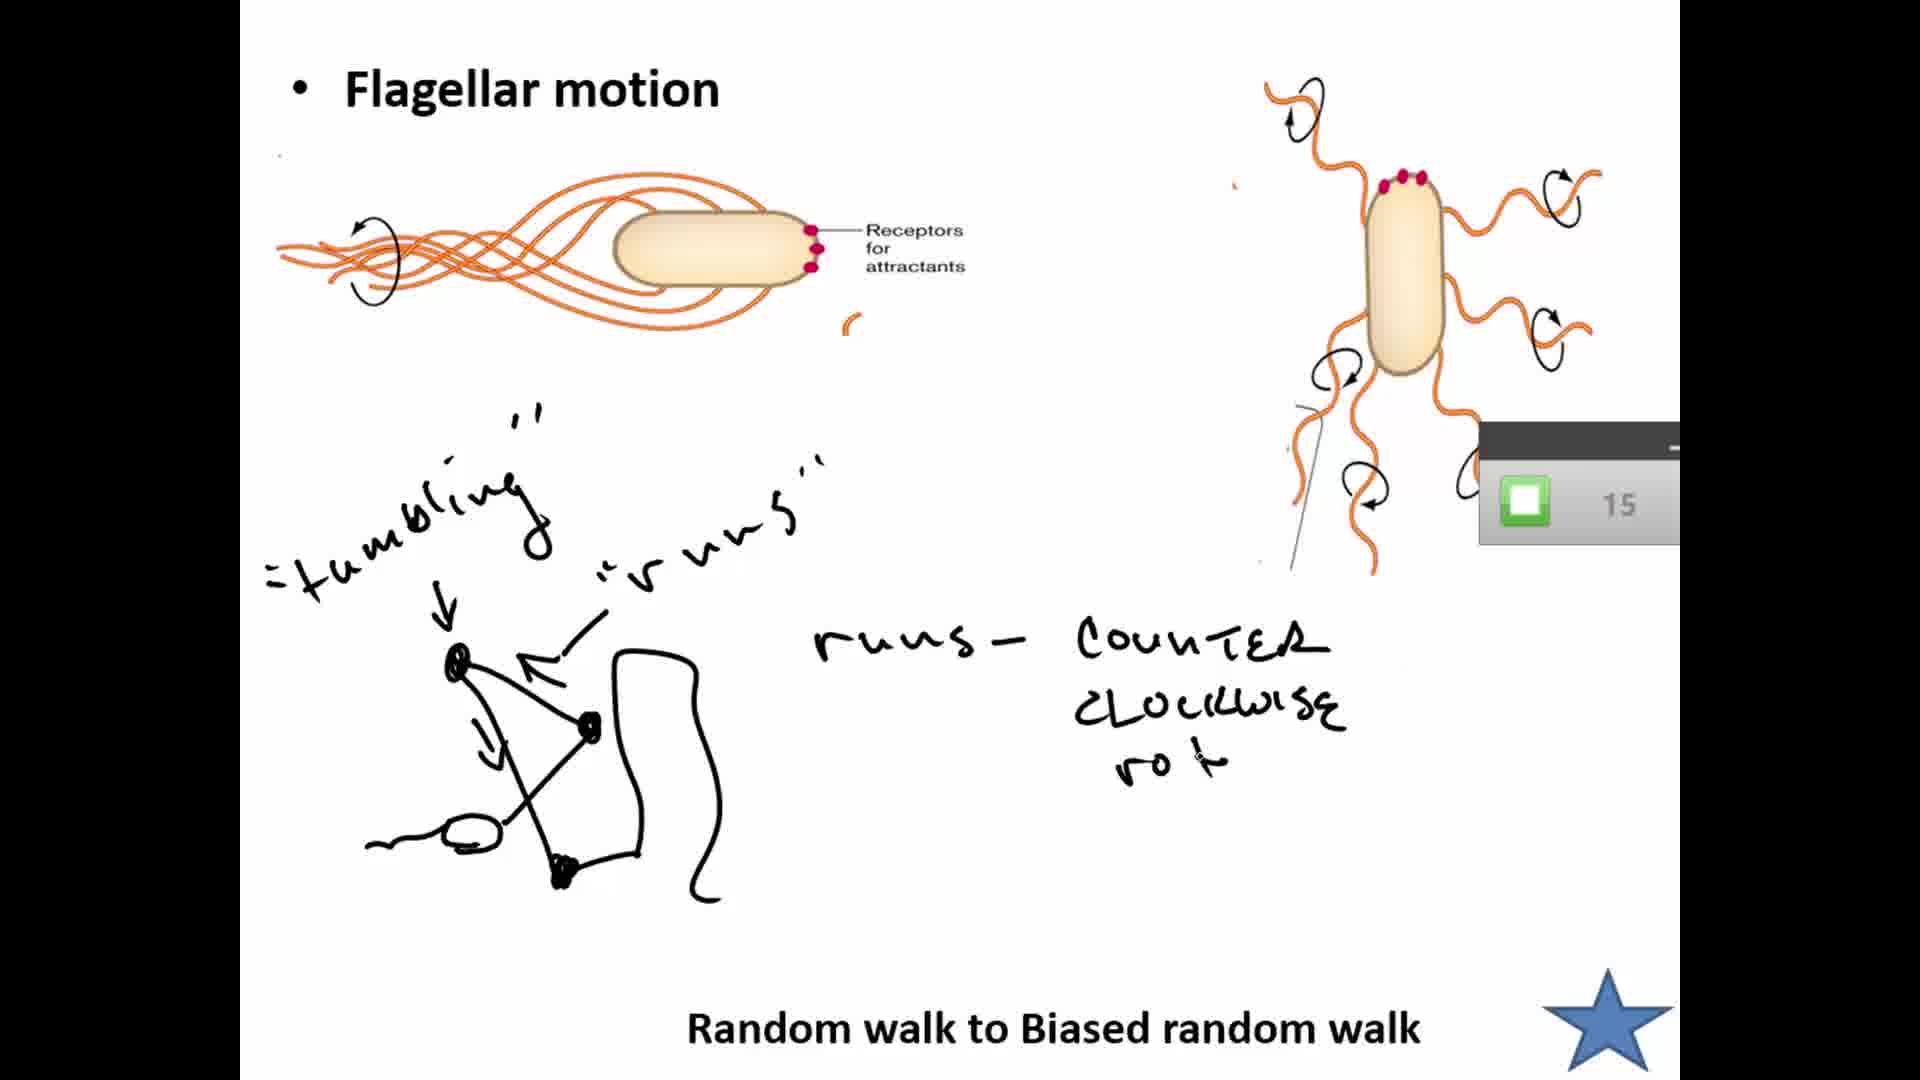 • Flagellar motion
Receptors
for
attractants
"tumbling"
"runs"
15
runs - COUNTER
CLOCKWISE
rot
Random walk to Biased random walk